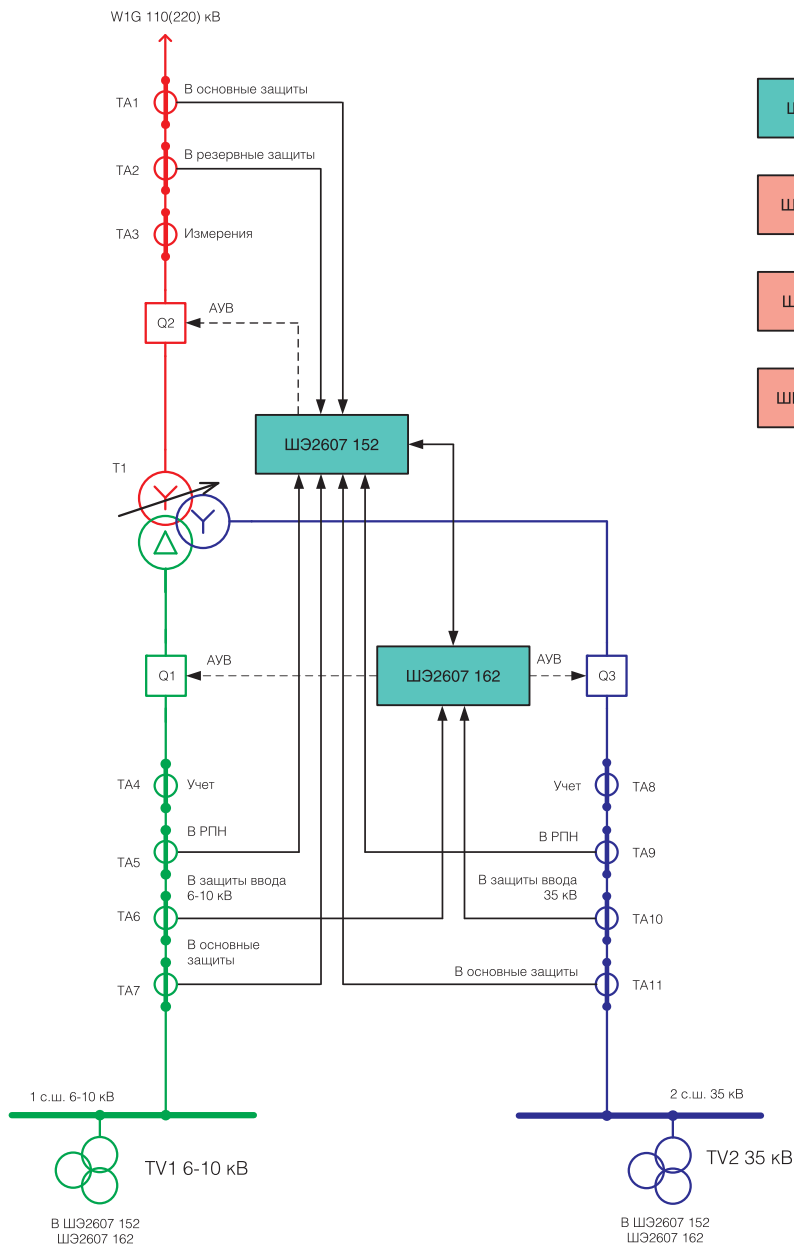 W1G 110(220) кВ
TA1
В основные защиты
TA2
В резервные защиты
TA3
Измерения
Q2
АУВ
ШЭ2607 152
T1
Q1
АУВ
ШЭ2607 162
АУВ
Q3
TA4
Учет
Учет
TA8
В РПН
TA5
В РПН
TA9
В защиты ввода
6-10 кВ
TA6
В защиты ввода
35 кВ
TA10
В основные
защиты
TA7
В основные защиты
TA11
1 с.ш. 6-10 кВ
2 с.ш. 35 кВ
TV1 6-10 кВ
TV2 35 кВ
В ШЭ2607 152
ШЭ2607 162
В ШЭ2607 152
ШЭ2607 162